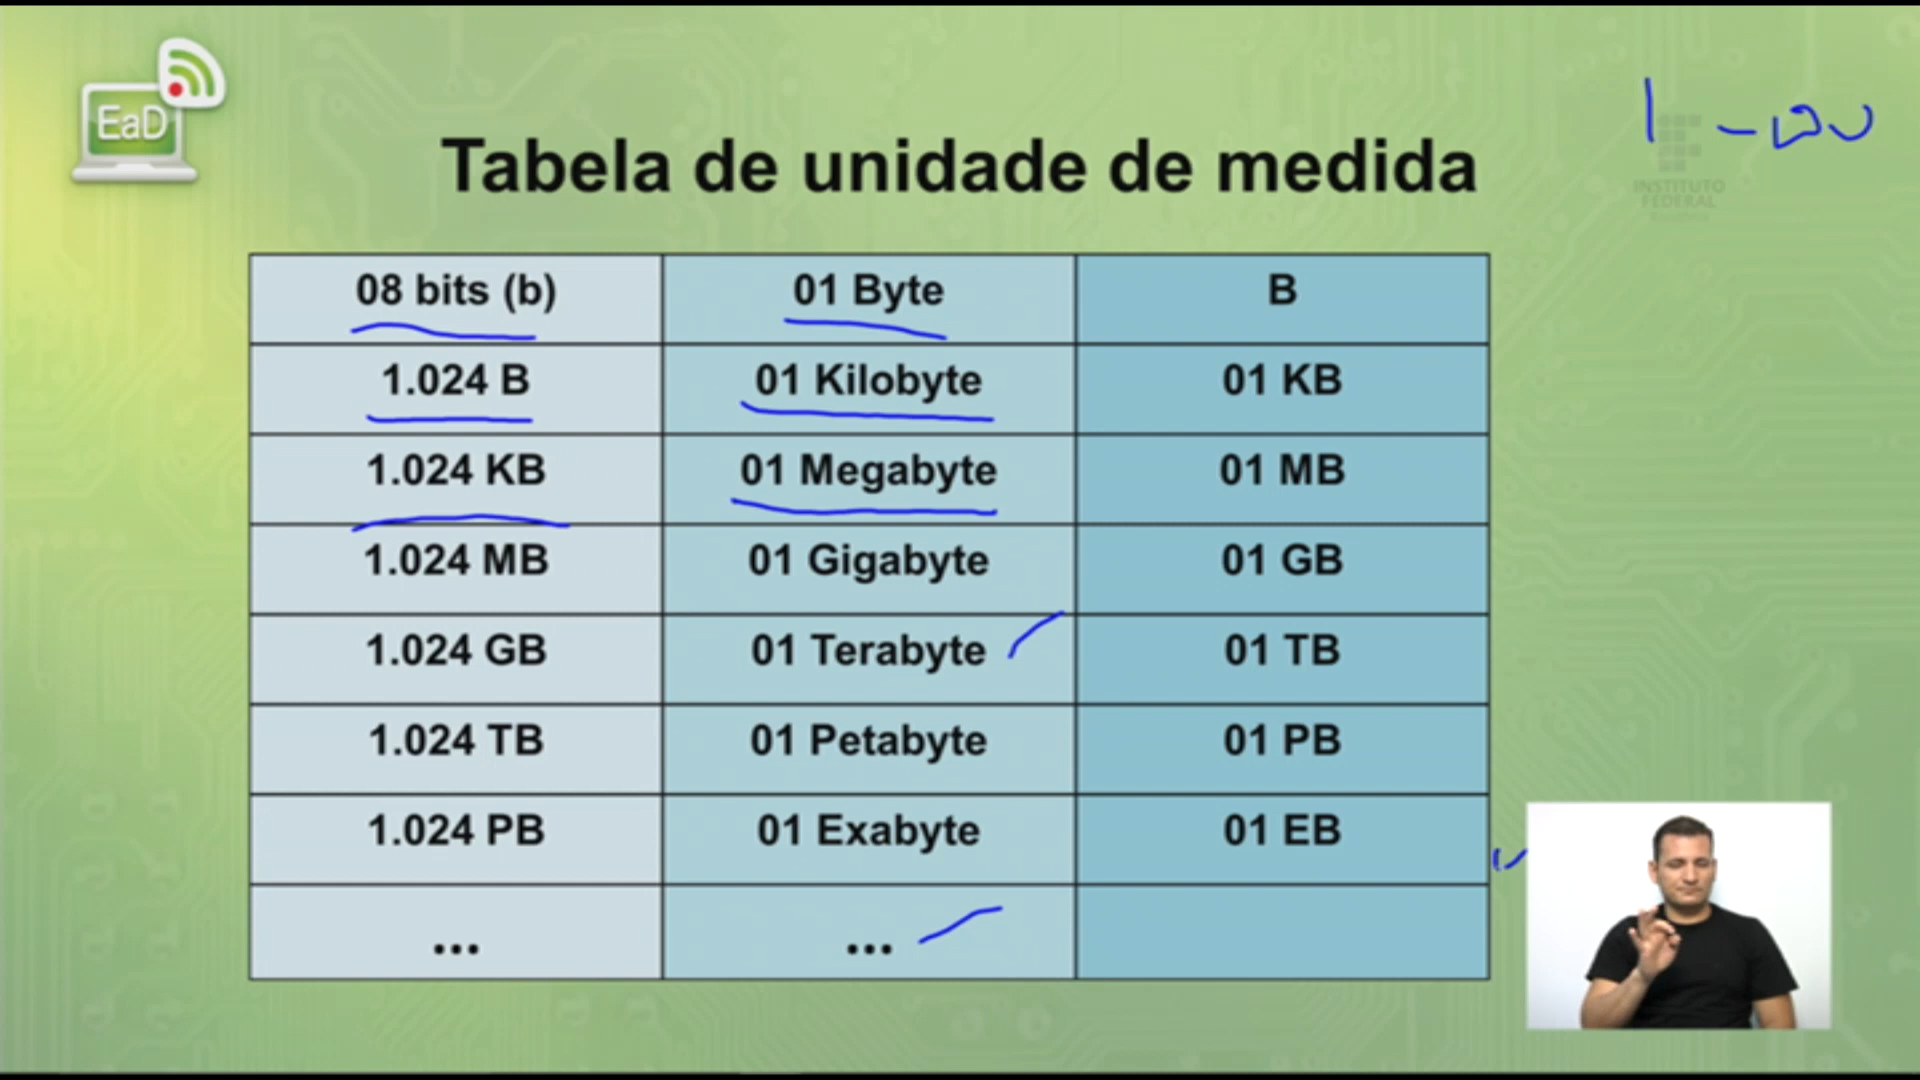 EaD
Tabela de unidade de medida
INSTITUTO
FEDERAL
08 bits (b) 01 Byte B
1.024 B 01 Kilobyte 01 KB
1.024 KB 01 Megabyte 01 MB
1.024 MB 01 Gigabyte 01 GB
1.024 GB 01 Terabyte 01 TB
1.024 TB 01 Petabyte 01 PB
1.024 PB 01 Exabyte 01 EB
... ...